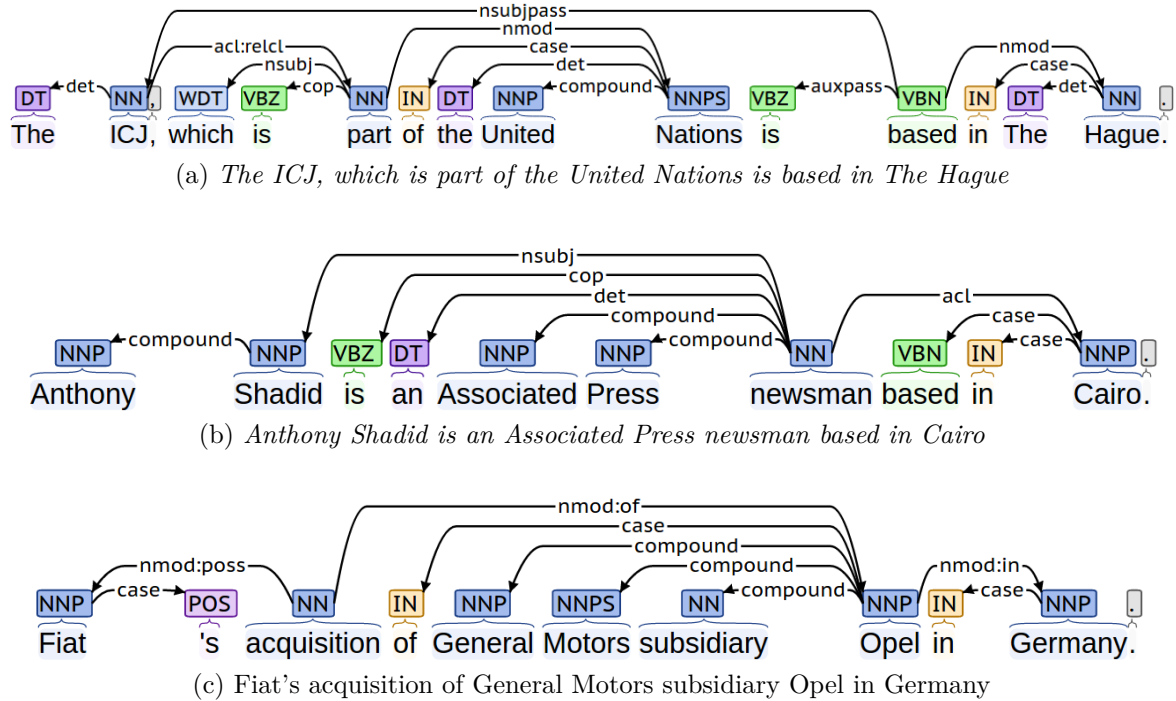 nsubjpass
nmod
acl:relcl case nmod
nsubj det case
det cop compound auxpass det
DT NN , WDT VBZ NN IN DT NNP NNPS VBZ VBN IN DT NN .
The ICJ, which is part of the United Nations is based in The Hague.
(a) The ICJ, which is part of the United Nations is based in The Hague
nsubj
cop
det acl
compound case
compound compound case
NNP NNP VBZ DT NNP NNP NN VBN IN NNP .
Anthony Shadid is an Associated Press newsman based in Cairo.
(b) Anthony Shadid is an Associated Press newsman based in Cairo
nmod:of
case
compound
nmod:poss compound nmod:in
case compound case
NNP POS NN IN NNP NNPS NN NNP IN NNP .
Fiat 's acquisition of General Motors subsidiary Opel in Germany.
(c) Fiat's acquisition of General Motors subsidiary Opel in Germany